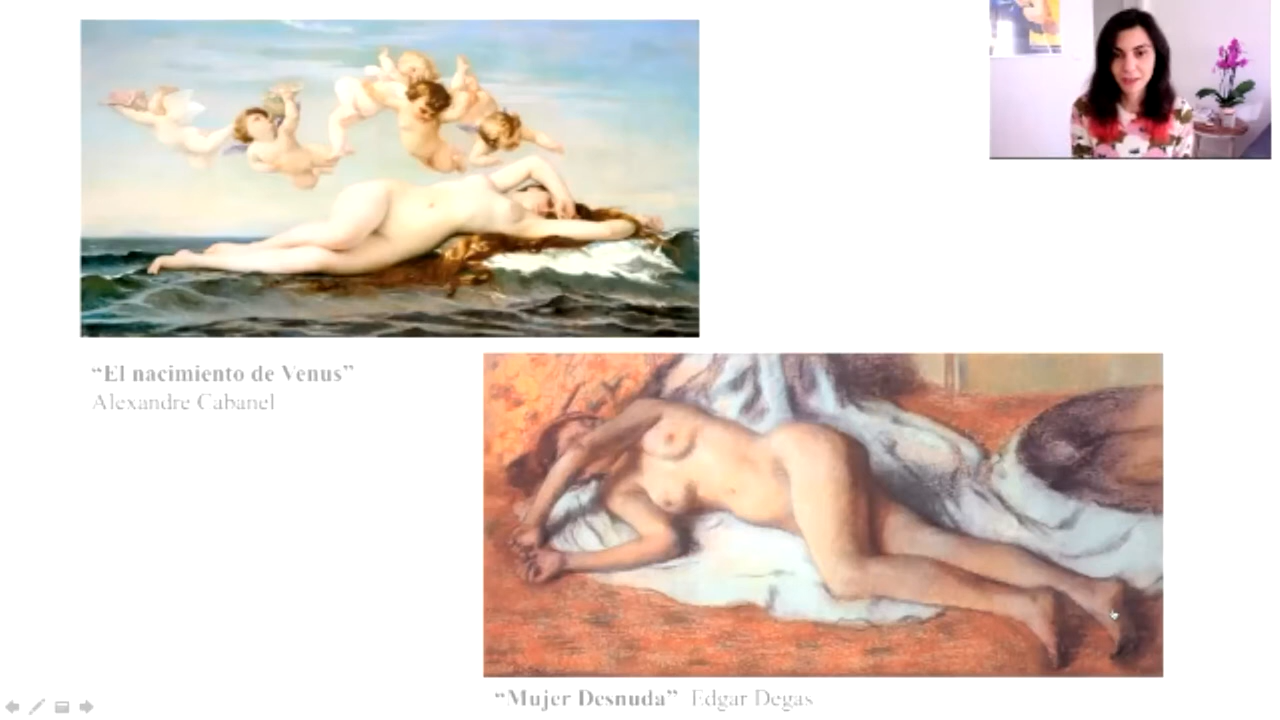 “El nacimiento de Venus”
Alexandre Cabanel
“Mujer Desnuda” Edgar Degas